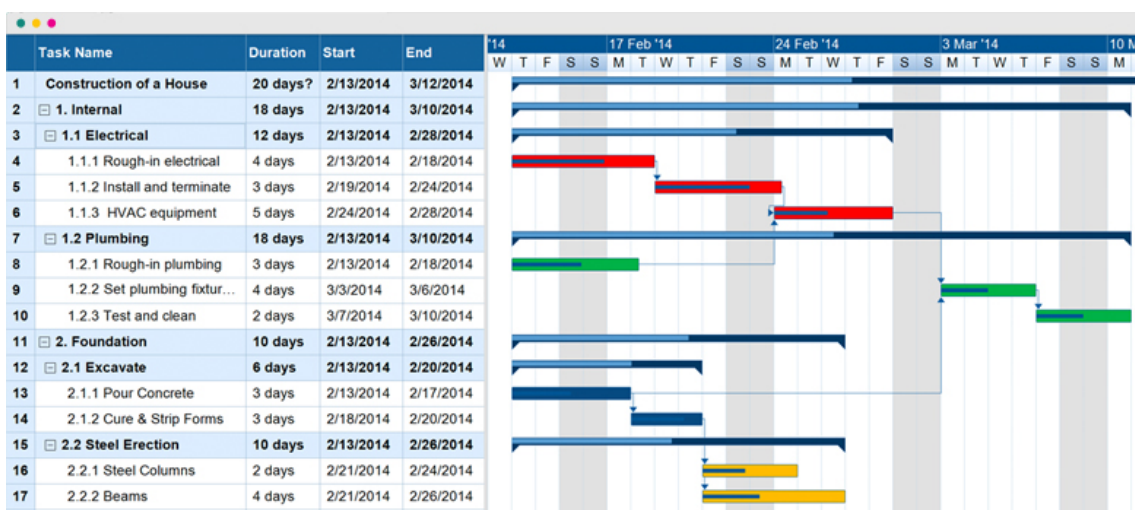 '14 17 Feb '14 24 Feb '14 3 Mar '14 10 M
Task Name Duration Start End
W T F S S M T W T F S S M T W T F S S M T W T F S S M
1 Construction of a House 20 days? 2/13/2014 3/12/2014
2 1. Internal 18 days 2/13/2014 3/10/2014
3 1.1 Electrical 12 days 2/13/2014 2/28/2014
4 1.1.1 Rough-in electrical 4 days 2/13/2014 2/18/2014
5 1.1.2 Install and terminate 3 days 2/19/2014 2/24/2014
6 1.1.3 HVAC equipment 5 days 2/24/2014 2/28/2014
7 1.2 Plumbing 18 days 2/13/2014 3/10/2014
8 1.2.1 Rough-in plumbing 3 days 2/13/2014 2/18/2014
9 1.2.2 Set plumbing fixtur... 4 days 3/3/2014 3/6/2014
10 1.2.3 Test and clean 2 days 3/7/2014 3/10/2014
11 2. Foundation 10 days 2/13/2014 2/26/2014
12 2.1 Excavate 6 days 2/13/2014 2/20/2014
13 2.1.1 Pour Concrete 3 days 2/13/2014 2/17/2014
14 2.1.2 Cure & Strip Forms 3 days 2/18/2014 2/20/2014
15 2.2 Steel Erection 10 days 2/13/2014 2/26/2014
16 2.2.1 Steel Columns 2 days 2/21/2014 2/24/2014
17 2.2.2 Beams 4 days 2/21/2014 2/26/2014